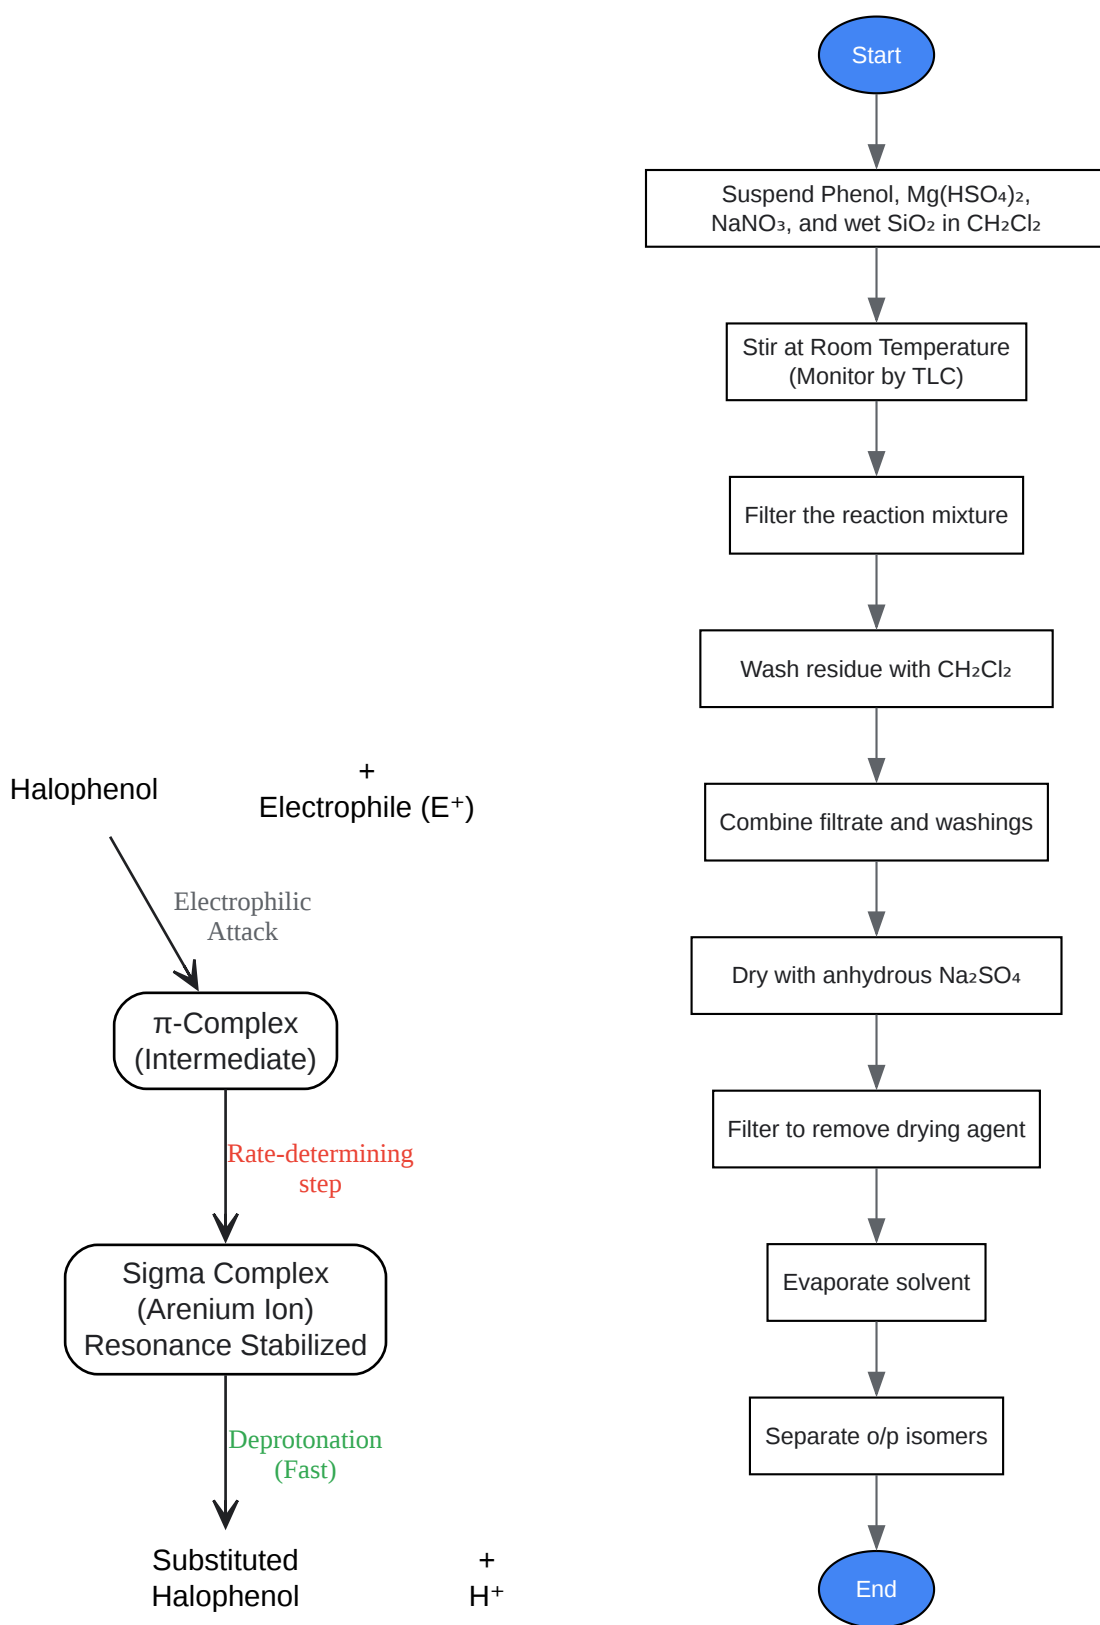 Start
Suspend Phenol, Mg(HSO₄)₂,
NaNO₃, and wet SiO₂ in CH₂Cl₂
Stir at Room Temperature
(Monitor by TLC)
Filter the reaction mixture
Wash residue with CH₂Cl₂
Combine filtrate and washings
Dry with anhydrous Na₂SO₄
Filter to remove drying agent
Evaporate solvent
Separate o/p isomers
End
Halophenol
+
Electrophile (E⁺)
Electrophilic
Attack
π-Complex
(Intermediate)
Rate-determining
step
Sigma Complex
(Arenium Ion)
Resonance Stabilized
Deprotonation
(Fast)
Substituted
Halophenol
+
H⁺